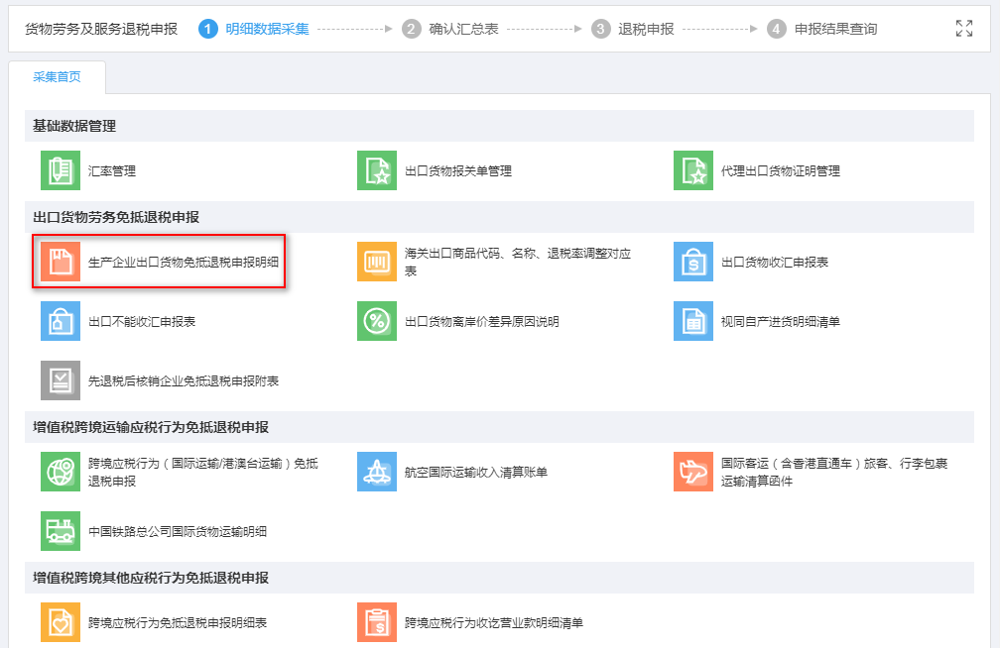 货物劳务及服务退税申报 1 明细数据采集 2 确认汇总表 3 退税申报 4 申报结果查询
采集首页
基础数据管理
汇率管理 出口货物报关单管理 代理出口货物证明管理
出口货物劳务免抵退税申报
生产企业出口货物免抵退税申报明细
海关出口商品代码、名称、退税率调整对应
表
出口货物收汇申报表
出口不能收汇申报表 出口货物离岸价差异原因说明 视同自产进货明细清单
先退税后核销企业免抵退税申报附表
增值税跨境运输应税行为免抵退税申报
跨境应税行为（国际运输/港澳台运输）免抵
退税申报
航空国际运输收入清算账单
国际客运（含香港直通车）旅客、行李包裹
运输清算函件
中国铁路总公司国际货物运输明细
增值税跨境其他应税行为免抵退税申报
跨境应税行为免抵退税申报明细表 跨境应税行为收讫营业款明细清单